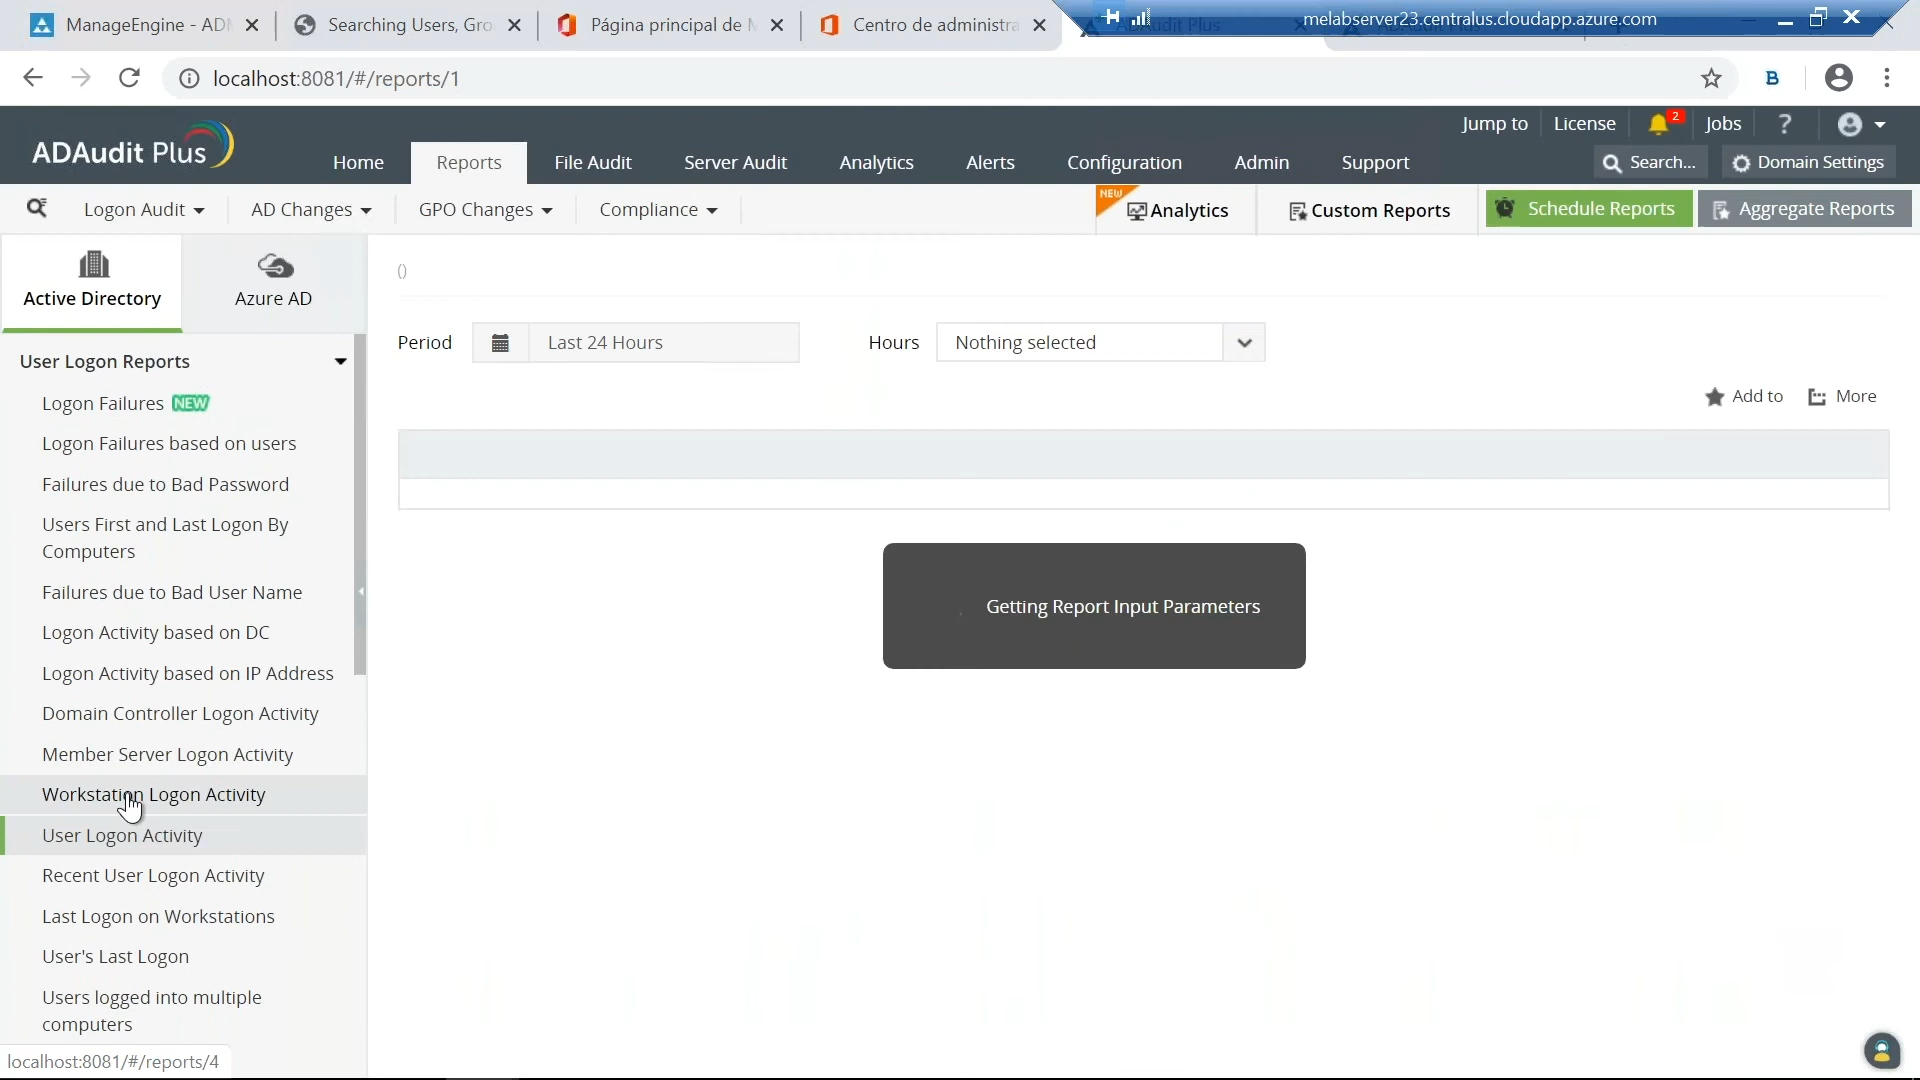 ManageEngine - AD
Searching Users, Gro
Página principal de M
Centro de administra
ADAudit Plus
ADAudit Plus
melabserver23.centralus.cloudapp.azure.com
localhost:8081/#/reports/1
B
ADAudit Plus
Jump to
License
2
Jobs
?
Home
Reports
File Audit
Server Audit
Analytics
Alerts
Configuration
Admin
Support
Search...
Domain Settings
Logon Audit
AD Changes
GPO Changes
Compliance
NEW
Analytics
Custom Reports
Schedule Reports
Aggregate Reports
Active Directory
Azure AD
()
Period
Last 24 Hours
Hours
Nothing selected
Add to
More
Getting Report Input Parameters
User Logon Reports
Logon Failures NEW
Logon Failures based on users
Failures due to Bad Password
Users First and Last Logon By
Computers
Failures due to Bad User Name
Logon Activity based on DC
Logon Activity based on IP Address
Domain Controller Logon Activity
Member Server Logon Activity
Workstation Logon Activity
User Logon Activity
Recent User Logon Activity
Last Logon on Workstations
User's Last Logon
Users logged into multiple
computers
localhost:8081/#/reports/4